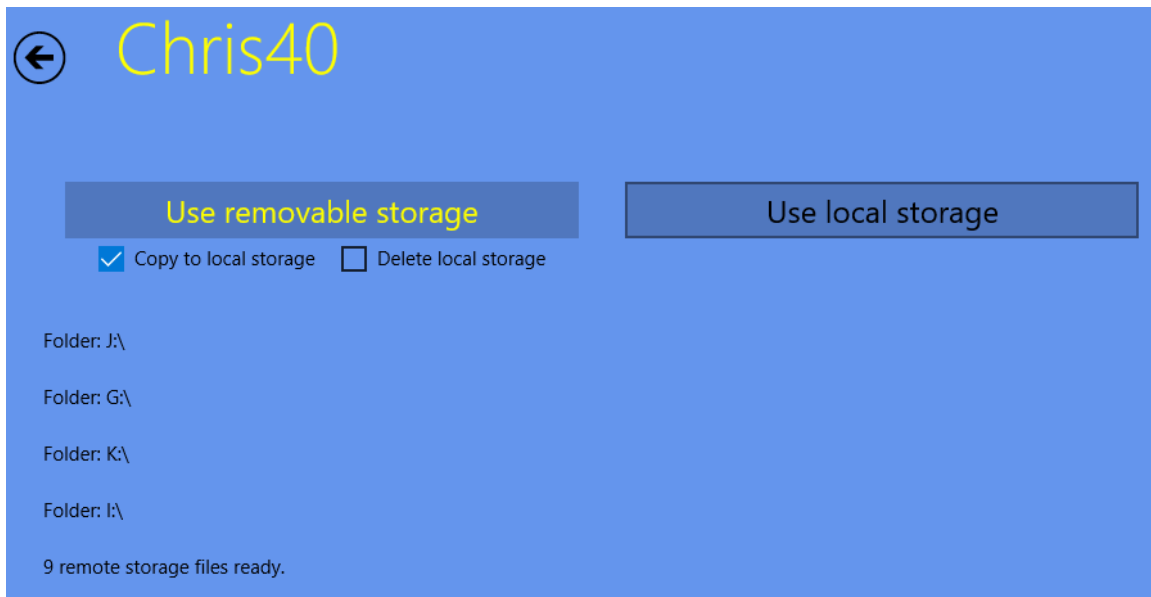 Chris40
Use removable storage
Use local storage
Copy to local storage
Delete local storage
Folder: J:\
Folder: G:\
Folder: K:\
Folder: I:\
9 remote storage files ready.